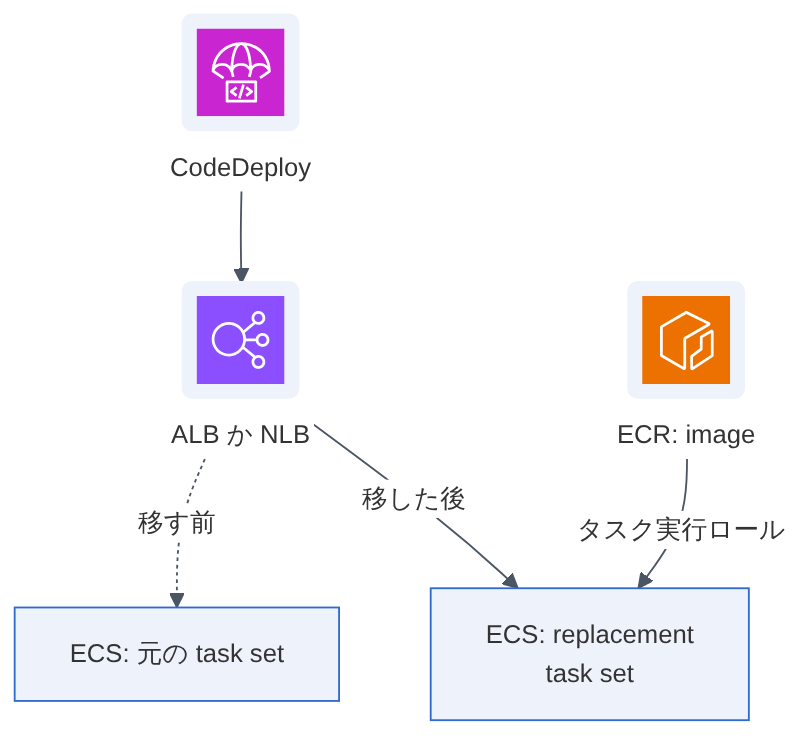 CodeDeploy
ALB か NLB
ECR: image
移した後
移す前
タスク実行ロール
ECS: 元の task set
ECS: replacement
task set